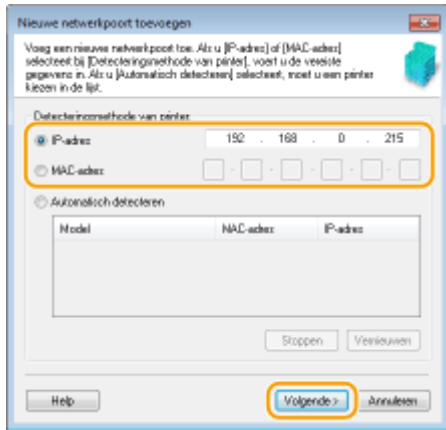 Nieuwe netwerkpoort toevoegen
Voeg een nieuwe netwerkpoort toe. Als u [IP-adres] of [MAC-adres]
selecteert bij [Detecteringsmethode van printer], voert u de vereiste
gegevens in. Als u [Automatisch detecteren] selecteert, moet u een printer
kiezen in de lijst.
Detecteringsmethode van printer
IP-adres 192 . 168 . 0 . 215
MAC-adres - - - - -
Automatisch detecteren
Model MAC-adres IP-adres
Stoppen Vernieuwen
Help Volgende > Annuleren